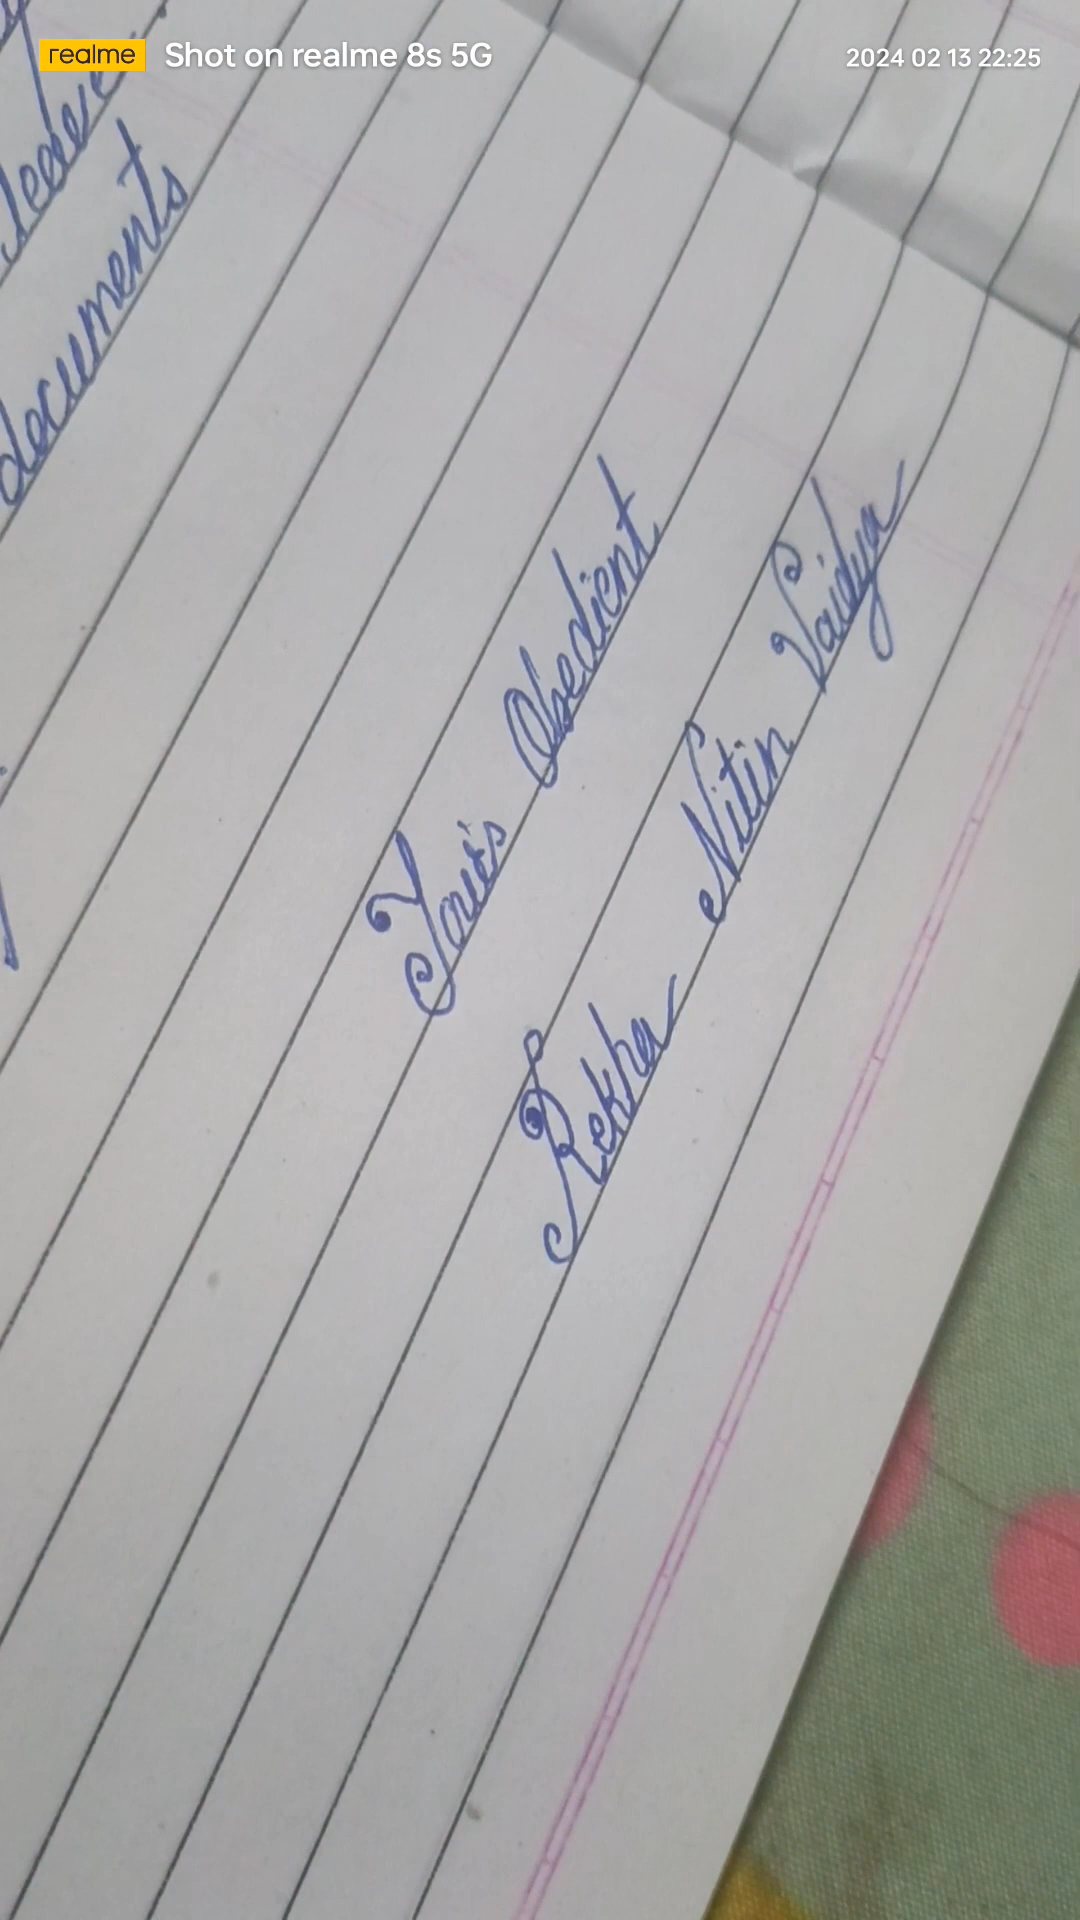 realme Shot on realme 8s 5G
2024 02 13 22:25
documents
Your's Obedient
Rekha Nitin Vaidya